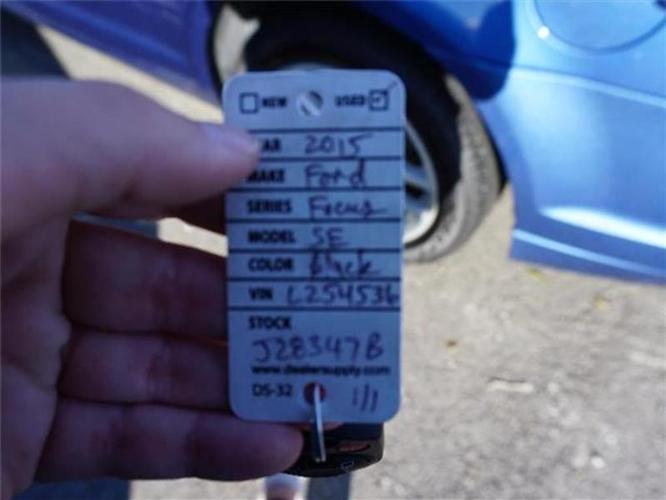 NEW USED
YEAR 2015
MAKE Ford
SERIES Focus
MODEL SE
COLOR black
VIN L254536
STOCK
J28347B
www.dealersupply.com
DS-32 1/1